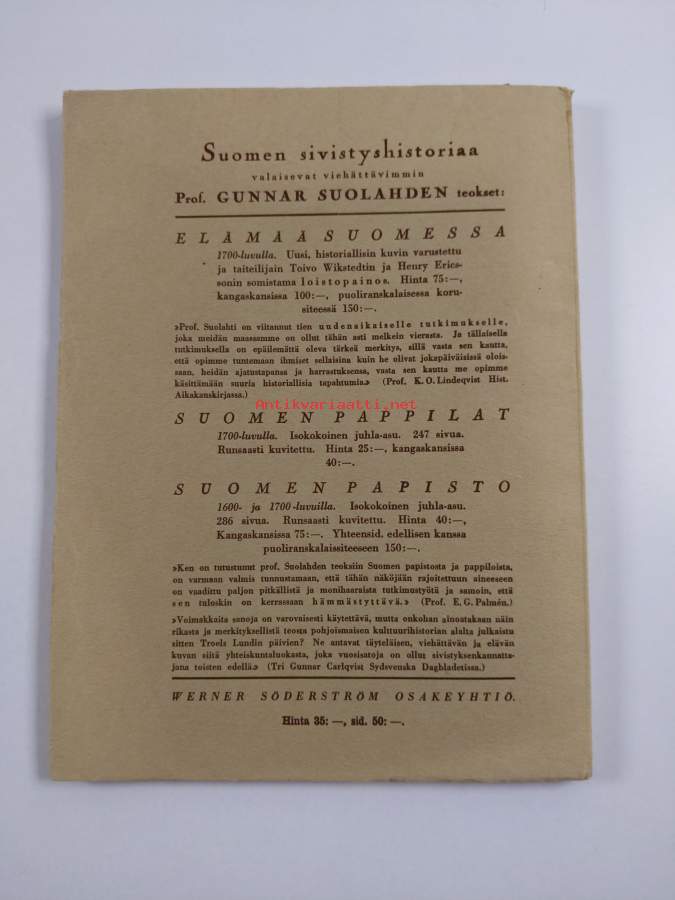 Suomen sivistyshistoriaa
valaisevat viehättävimmin
Prof. GUNNAR SUOLAHDEN teokset:
ELÄMÄÄ SUOMESSA
1700-luvulla. Uusi, historiallisin kuvin varustettu
ja taiteilijain Toivo Wikstedtin ja Henry Erics-
sonin somistama loistopainos. Hinta 75:—,
kangaskansissa 100:—, puoliranskalaisessa koru-
siteessä 150:—.
»Prof. Suolahti on viitannut tien uudenaikaiselle tutkimukselle,
joka meidän maassamme on ollut tähän asti melkein vierasta. Ja tällaisella
tutkimuksella on epäilemättä oleva tärkeä merkitys, sillä vasta sen kautta,
että opimme tuntemaan ihmiset sellaisina kuin he olivat jokapäiväisissä olois-
saan, heidän ajatustapansa ja harrastuksensa, vasta sen kautta me opimme
käsittämään suuria historiallisia tapahtumia.» (Prof. K. O. Lindeqvist Hist.
Aikakauskirjassa.)
Antikvariaatti.net
SUOMEN PAPPILAT
1700-luvulla. Isokokoinen juhla-asu. 247 sivua.
Runsaasti kuvitettu. Hinta 25:—, kangaskansissa
40:—.
SUOMEN PAPISTO
1600- ja 1700-luvuilla. Isokokoinen juhla-asu.
286 sivua. Runsaasti kuvitettu. Hinta 40:—,
Kangaskansissa 75:—. Yhteensid. edellisen kanssa
puoliranskalaissiteeseen 150:—.
»Ken on tutustunut prof. Suolahden teoksiin Suomen papistosta ja pappiloista,
on varmaan valmis tunnustamaan, että tähän näköjään rajoitettuun aineeseen
on vaadittu paljon pitkällistä ja monihaaraista tutkimustyötä ja samoin, että
sen tuloskin on kerrassaan hämmästyttävä.» (Prof. E. G. Palmén.)
»Voimakkaita sanoja on varovaisesti käytettävä, mutta onkohan ainoatakaan näin
rikasta ja merkityksellistä teosta pohjoismaisen kulttuurihistorian alalta julkaistu
sitten Troels Lundin päivien? Ne antavat täyteläisen, viehättävän ja elävän
kuvan siitä yhteiskuntaluokasta, joka vuosisatoja on ollut sivistyksenkannatta-
jana toisten edellä.» (Tri Gunnar Carlqvist Sydsvenska Dagbladetissa.)
WERNER SÖDERSTRÖM OSAKEYHTIÖ.
Hinta 35: —, sid. 50: —.